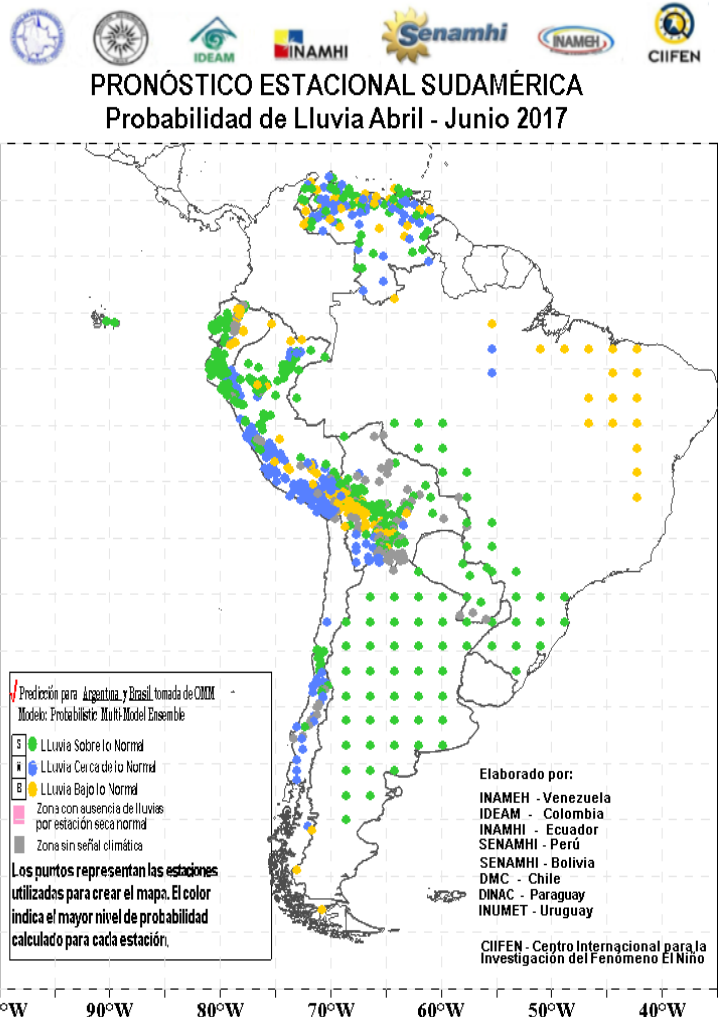 IDEAM
INAMHI
Senamhi
INAMEH
CIIFEN
PRONÓSTICO ESTACIONAL SUDAMÉRICA
Probabilidad de Lluvia Abril - Junio 2017
Predicción para Argentina y Brasil tomada de OMM
Modelo: Probabilistic Multi-Model Ensemble
S LLuvia Sobre lo Normal
N LLuvia Cerca de lo Normal
B LLuvia Bajo lo Normal
Zona con ausencia de lluvias
por estación seca normal
Zona sin señal climática
Los puntos representan las estaciones
utilizadas para crear el mapa. El color
indica el mayor nivel de probabilidad
calculado para cada estación.
Elaborado por:
INAMEH - Venezuela
IDEAM - Colombia
INAMHI - Ecuador
SENAMHI - Perú
SENAMHI - Bolivia
DMC - Chile
DINAC - Paraguay
INUMET - Uruguay
CIIFEN - Centro Internacional para la
Investigación del Fenómeno El Niño
°W 90°W 80°W 70°W 60°W 50°W 40°W